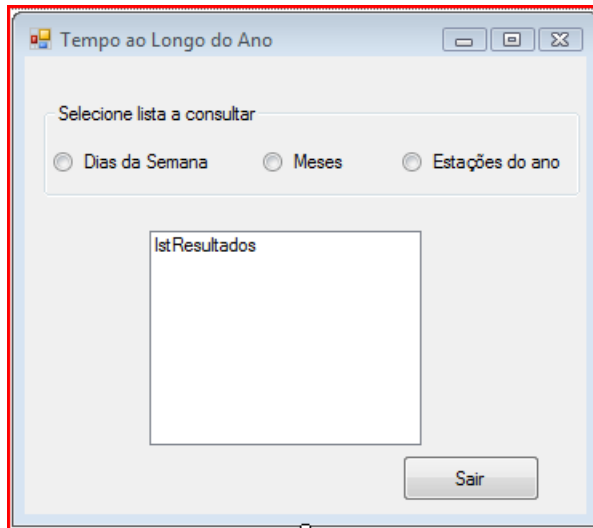 Tempo ao Longo do Ano
Selecione lista a consultar
Dias da Semana Meses Estações do ano
lstResultados
Sair